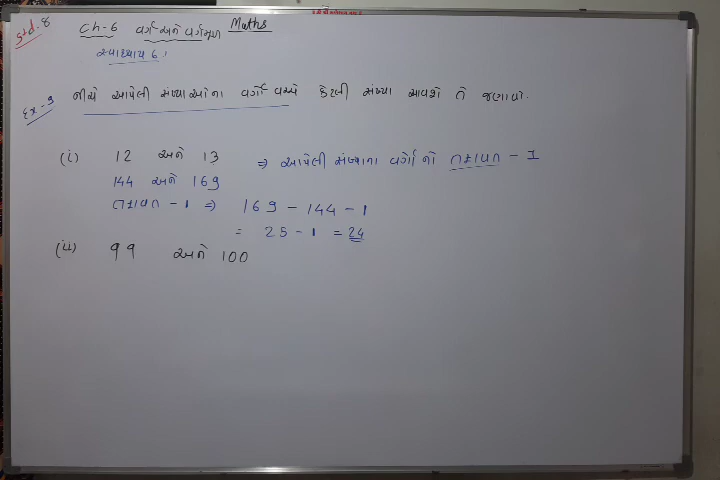 Std. 8
Ch-6 વર્ગ અને વર્ગમૂળ Maths
સ્વાધ્યાય 6.1
Ex-9 નીચે આપેલી સંખ્યાઓના વર્ગો વચ્ચે કેટલી સંખ્યા આવશે તે જણાવો.
(i) 12 અને 13 ⇒ આપેલી સંખ્યાના વર્ગોનો તફાવત - 1
144 અને 169
તફાવત - 1 ⇒ 169 - 144 - 1
= 25 - 1 = 24
(ii) 99 અને 100